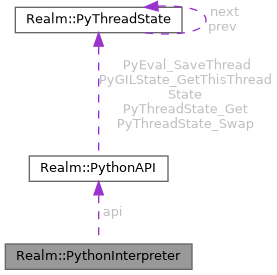 Realm::PyThreadState
next
prev
PyEval_SaveThread
PyGILState_GetThisThread
State
PyThreadState_Get
PyThreadState_Swap
Realm::PythonAPI
api
Realm::PythonInterpreter